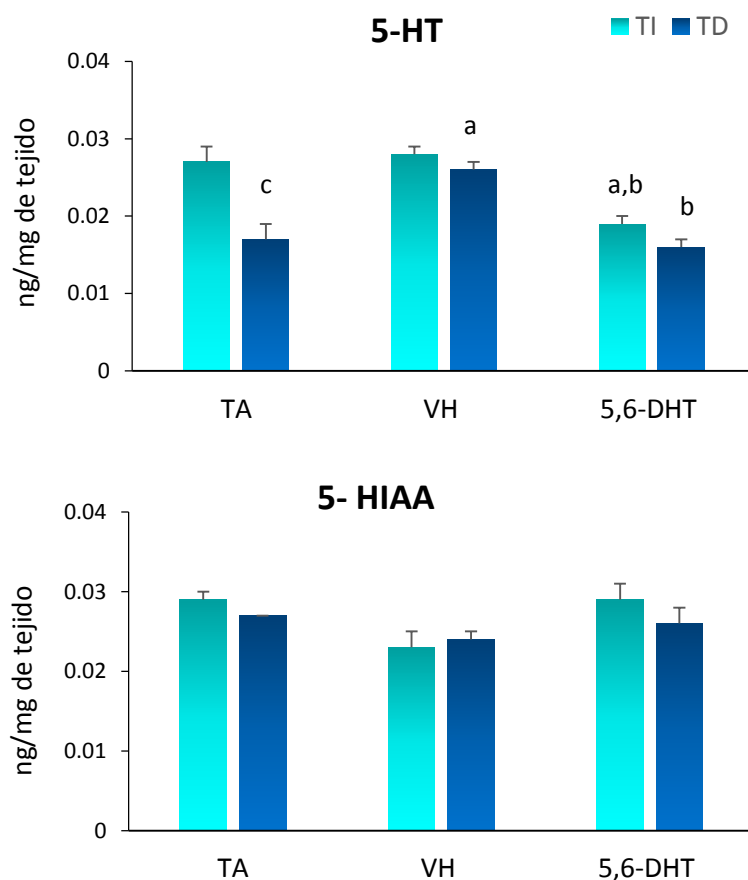 5-HT
TI TD
ng/mg de tejido
0.04
0.03
0.02
0.01
0
c
a
a,b
b
TA VH 5,6-DHT
5- HIAA
ng/mg de tejido
0.04
0.03
0.02
0.01
0
TA VH 5,6-DHT